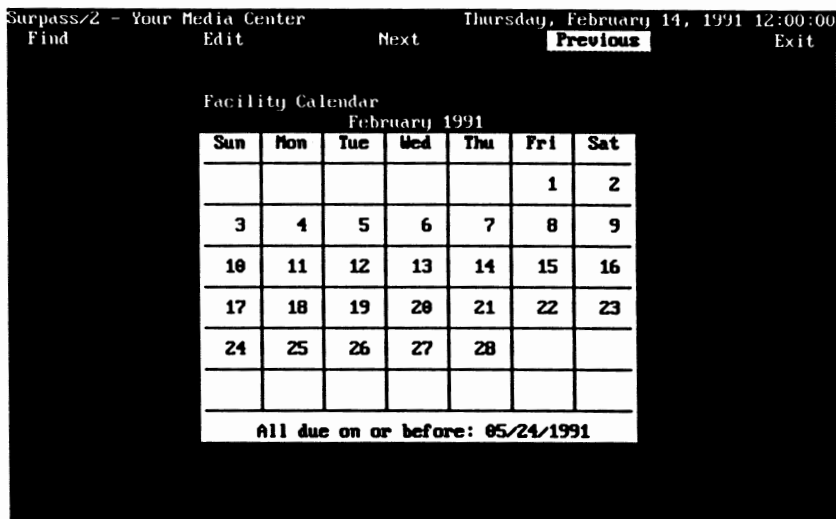 Surpass/2 - Your Media Center Thursday, February 14, 1991 12:00:00
Find Edit Next Previous Exit
Facility Calendar
February 1991
Sun Mon Tue Wed Thu Fri Sat
1 2
3 4 5 6 7 8 9
10 11 12 13 14 15 16
17 18 19 20 21 22 23
24 25 26 27 28
All due on or before: 05/24/1991